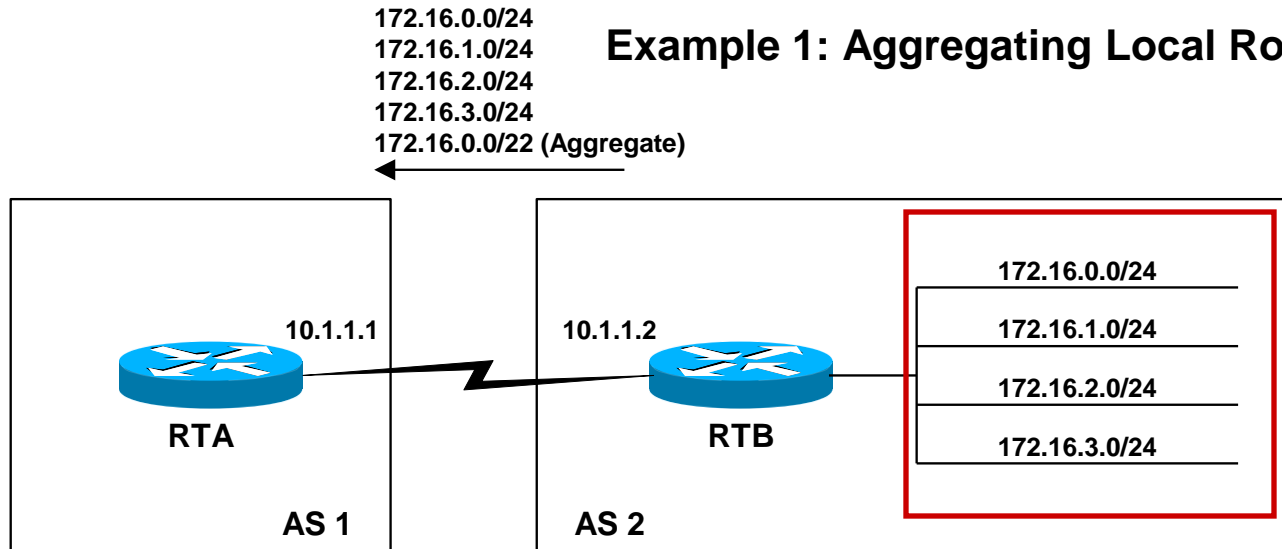 172.16.0.0/24
172.16.1.0/24
172.16.2.0/24
172.16.3.0/24
172.16.0.0/22 (Aggregate)
Example 1: Aggregating Local Ro
172.16.0.0/24
10.1.1.1
10.1.1.2
172.16.1.0/24
172.16.2.0/24
RTA
RTB
172.16.3.0/24
AS 1
AS 2